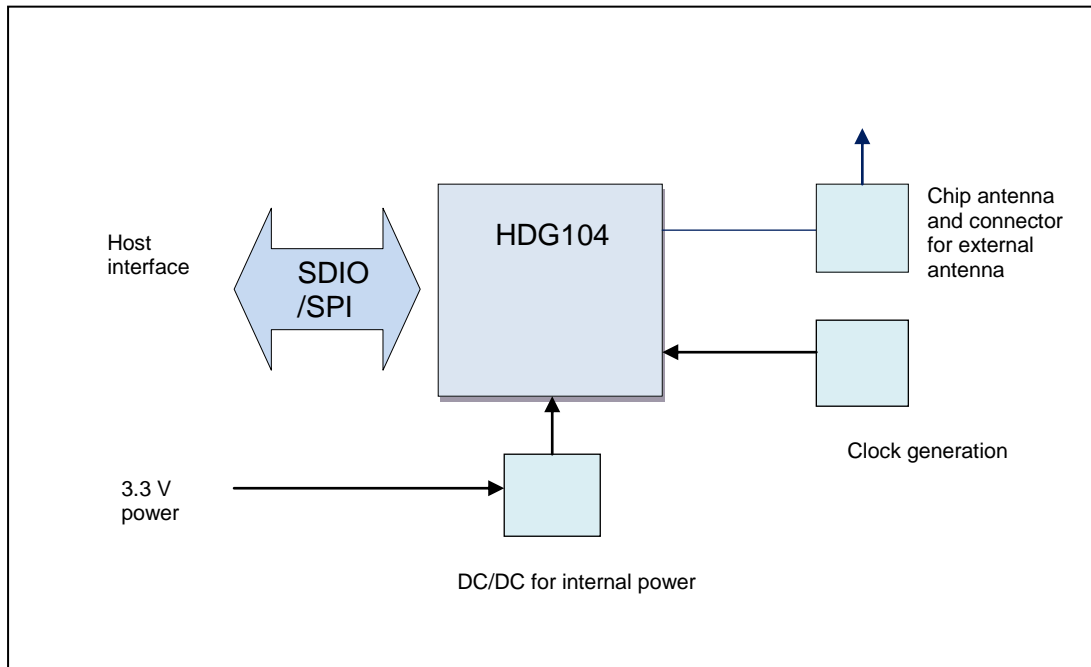 HDG104
Chip antenna
and connector
for external
antenna
Host
interface
SDIO
/SPI
Clock generation
3.3 V
power
DC/DC for internal power